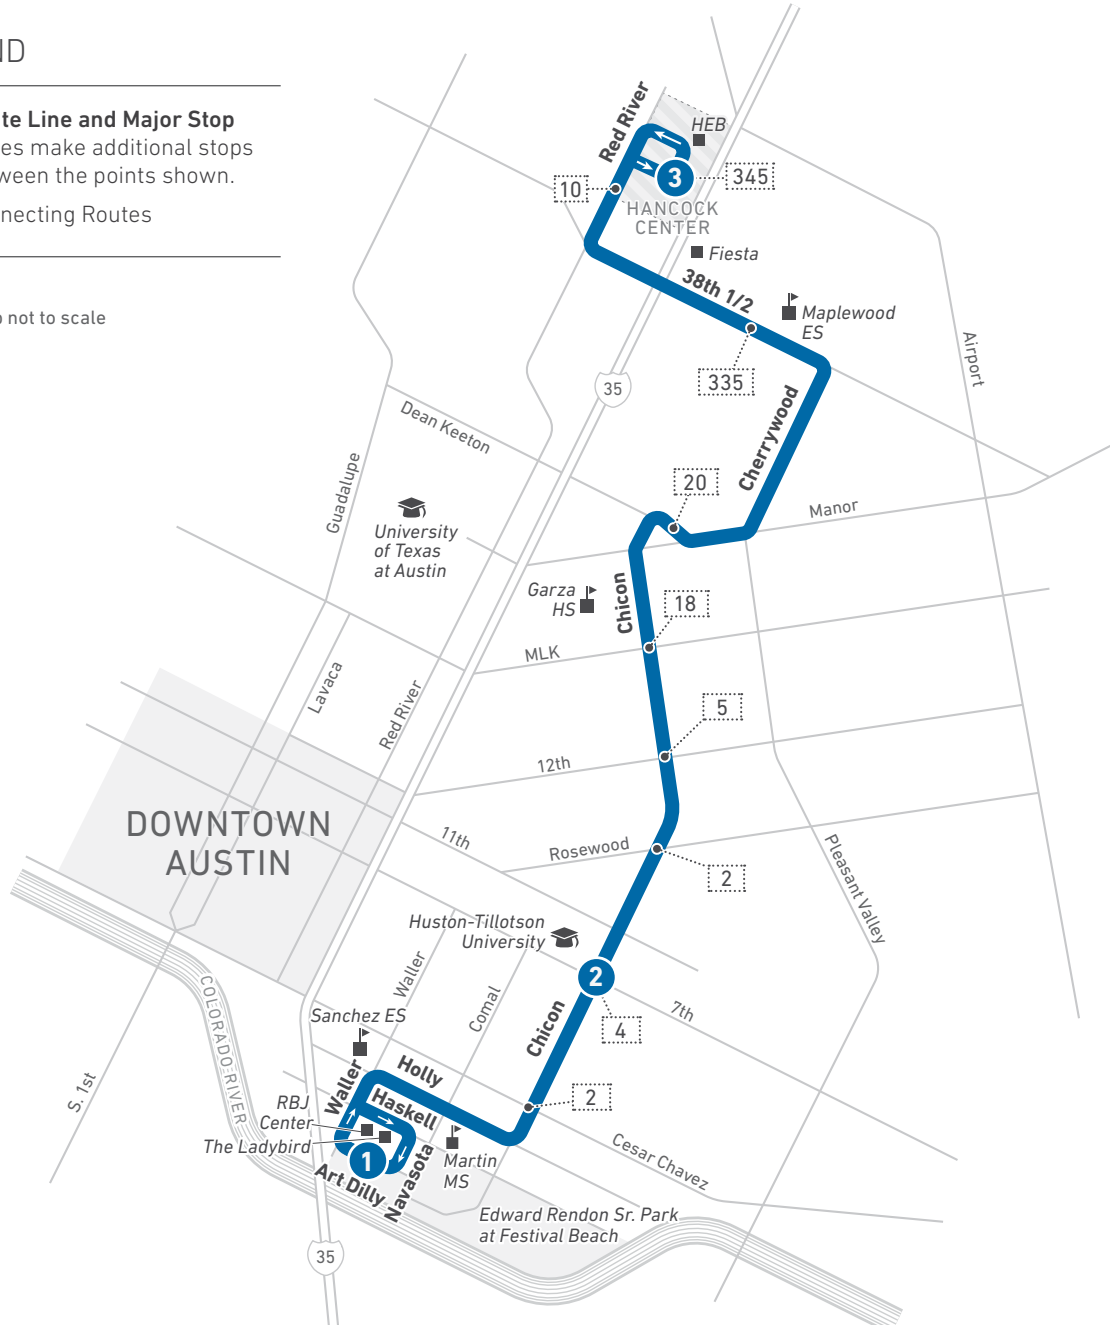 ND
te Line and Major Stop
es make additional stops
ween the points shown.
nnecting Routes
p not to scale
Red River
HEB
3
345
10
HANCOCK
CENTER
Fiesta
38th 1/2
Maplewood
ES
335
Airport
35
Cherrywood
Dean Keeton
Guadalupe
20
Manor
University
of Texas
at Austin
Garza
HS
Chicon
18
MLK
Lavaca
Red River
5
12th
DOWNTOWN
AUSTIN
11th
Rosewood
2
Pleasant Valley
Huston-Tillotson
University
Waller
2
Comal
7th
4
Chicon
COLORADO RIVER
Sanchez ES
Holly
Waller
2
S. 1st
RBJ
Center
Haskell
The Ladybird
1
Martin
MS
Cesar Chavez
Art Dilly
Navasota
Edward Rendon Sr. Park
at Festival Beach
35